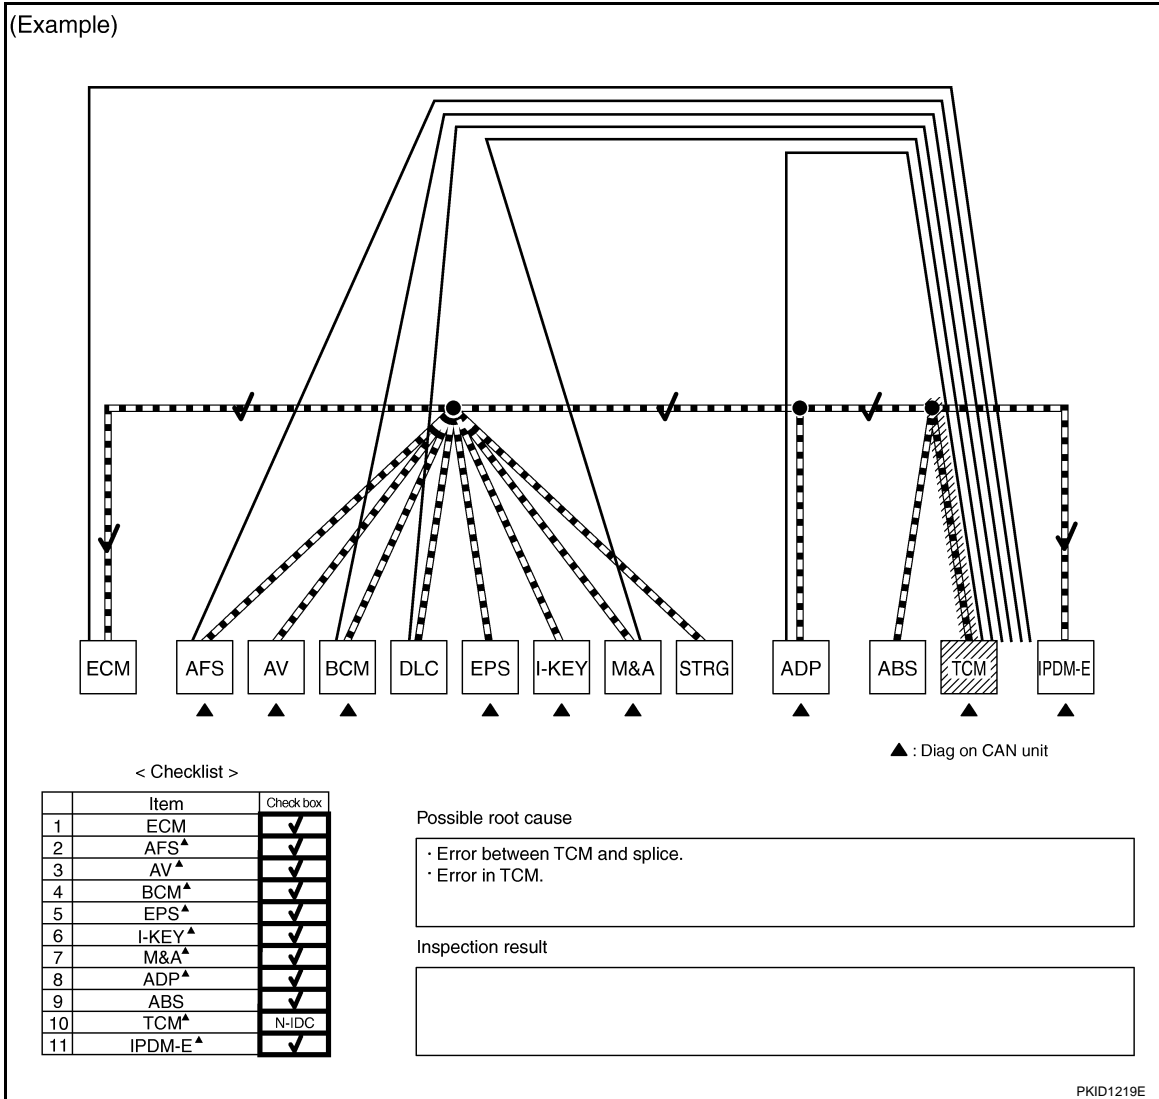 (Example)
ECM AFS AV BCM DLC EPS I-KEY M&A STRG ADP ABS TCM IPDM-E
▲ : Diag on CAN unit
< Checklist >
Item Check box
1 ECM ✓
2 AFS▲ ✓
3 AV▲ ✓
4 BCM▲ ✓
5 EPS▲ ✓
6 I-KEY▲ ✓
7 M&A▲ ✓
8 ADP▲ ✓
9 ABS ✓
10 TCM▲ N-IDC
11 IPDM-E▲ ✓
Possible root cause
· Error between TCM and splice.
· Error in TCM.
Inspection result
PKID1219E